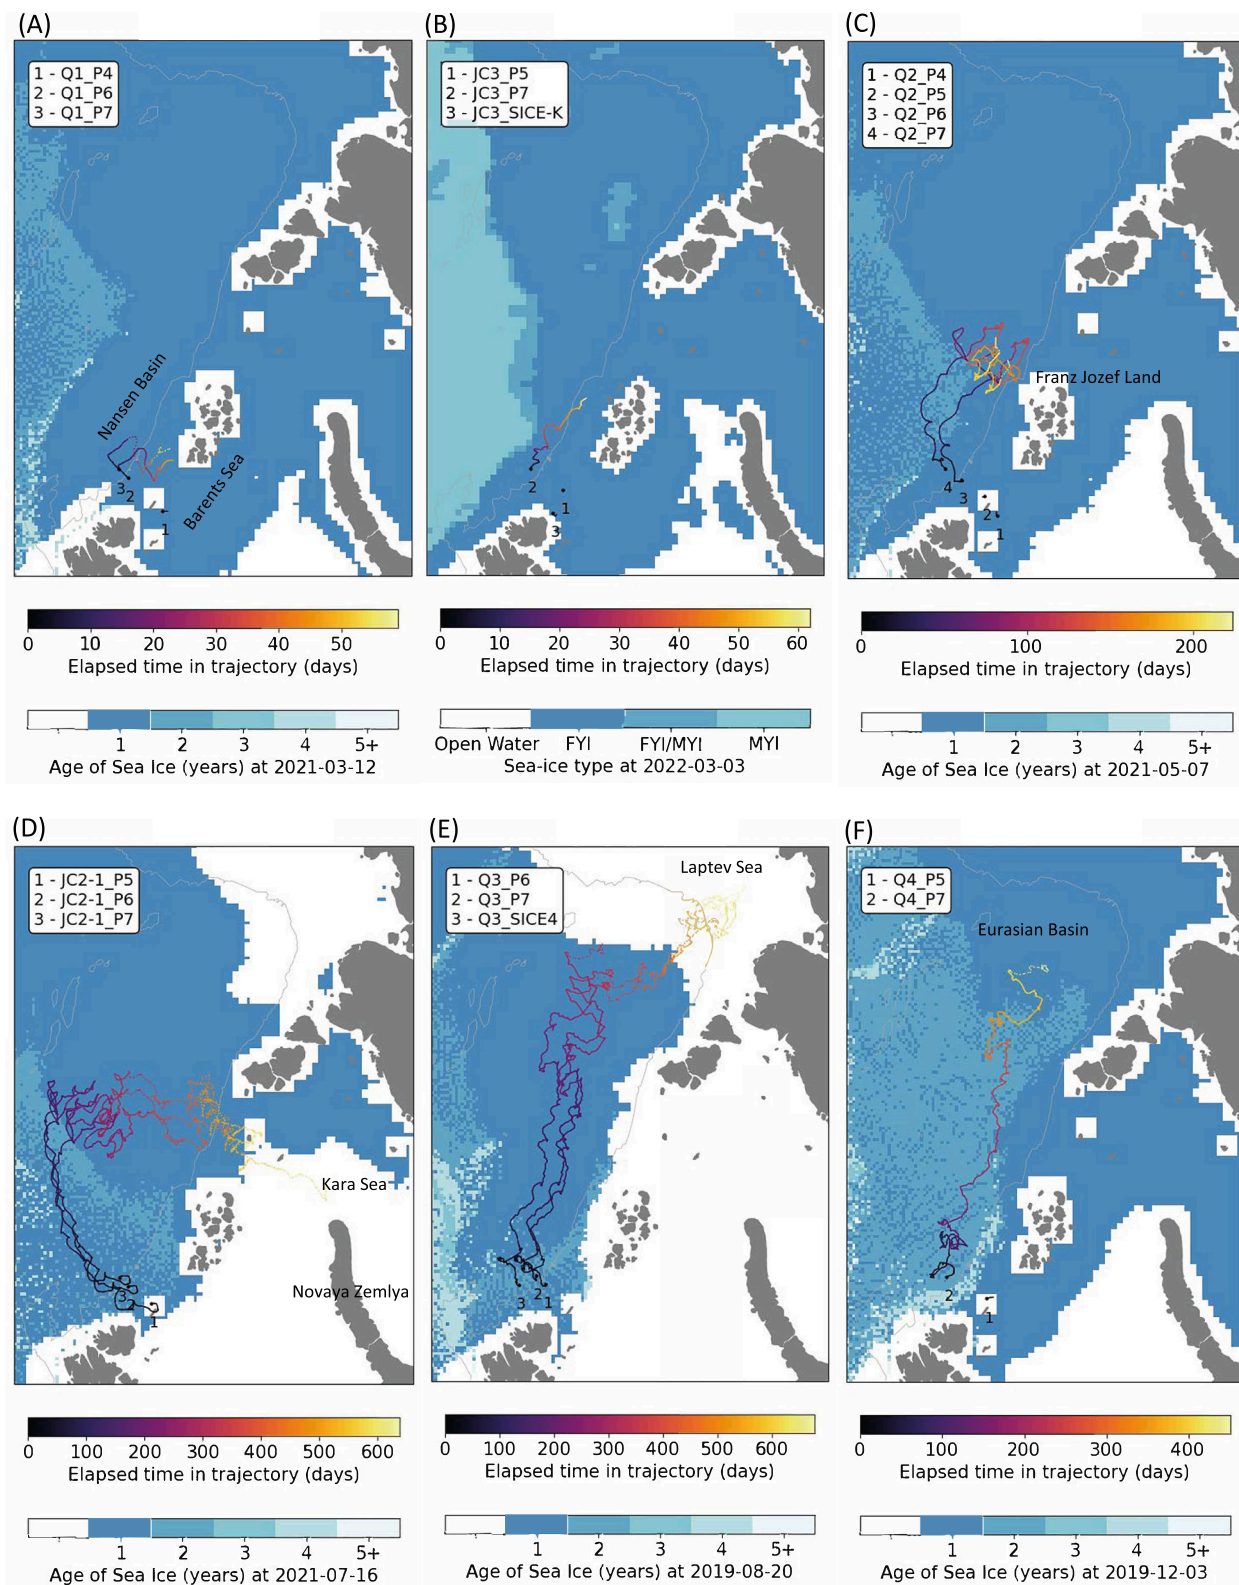 (A)
1 - Q1_P4
2 - Q1_P6
3 - Q1_P7
Nansen Basin
Barents Sea
3
2
1
0 10 20 30 40 50
Elapsed time in trajectory (days)
1 2 3 4 5+
Age of Sea Ice (years) at 2021-03-12
(B)
1 - JC3_P5
2 - JC3_P7
3 - JC3_SICE-K
2
1
3
0 10 20 30 40 50 60
Elapsed time in trajectory (days)
Open Water FYI FYI/MYI MYI
Sea-ice type at 2022-03-03
(C)
1 - Q2_P4
2 - Q2_P5
3 - Q2_P6
4 - Q2_P7
Franz Jozef Land
4
3
2
1
0 100 200
Elapsed time in trajectory (days)
1 2 3 4 5+
Age of Sea Ice (years) at 2021-05-07
(D)
1 - JC2-1_P5
2 - JC2-1_P6
3 - JC2-1_P7
Kara Sea
Novaya Zemlya
3
2
1
0 100 200 300 400 500 600
Elapsed time in trajectory (days)
1 2 3 4 5+
Age of Sea Ice (years) at 2021-07-16
(E)
1 - Q3_P6
2 - Q3_P7
3 - Q3_SICE4
Laptev Sea
3
2
1
0 100 200 300 400 500 600
Elapsed time in trajectory (days)
1 2 3 4 5+
Age of Sea Ice (years) at 2019-08-20
(F)
1 - Q4_P5
2 - Q4_P7
Eurasian Basin
2
1
0 100 200 300 400
Elapsed time in trajectory (days)
1 2 3 4 5+
Age of Sea Ice (years) at 2019-12-03